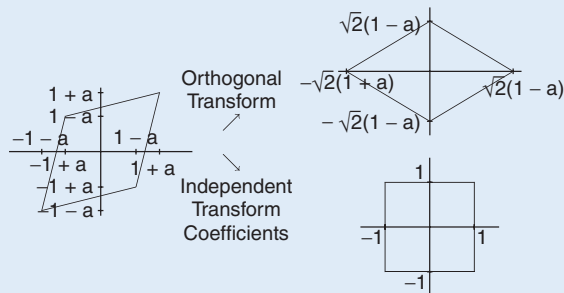 1 + a
1 – a
–1 – a
1 – a
–1 + a
1 + a
–1 + a
–1 – a
Orthogonal
Transform
Independent
Transform
Coefficients
√2(1 – a)
–√2(1 + a)
√2(1 – a)
–√2(1 – a)
1
–1
1
–1